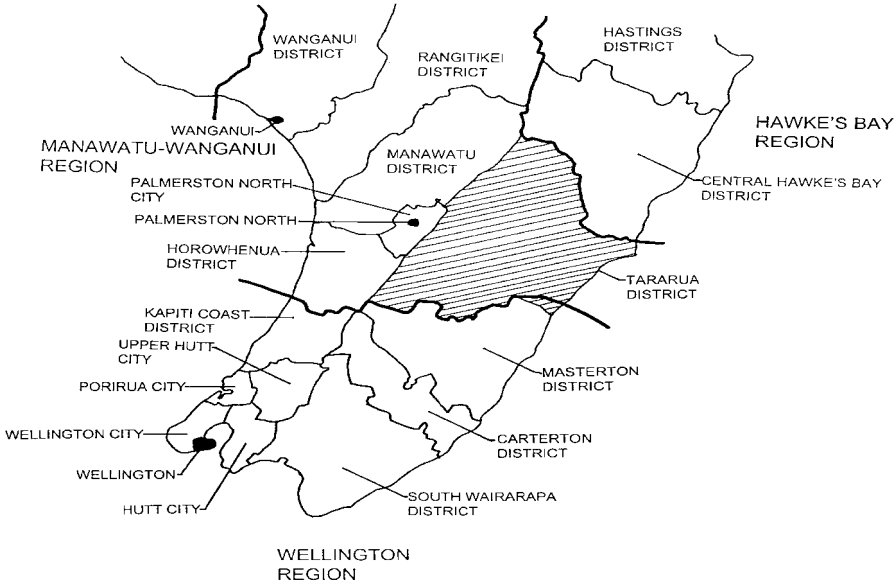 HASTINGS
DISTRICT
WANGANUI
DISTRICT
RANGITIKEI
DISTRICT
HAWKE'S BAY
REGION
WANGANUI
MANAWATU-WANGANUI
REGION
MANAWATU
DISTRICT
PALMERSTON NORTH
CITY
CENTRAL HAWKE'S BAY
DISTRICT
PALMERSTON NORTH
HOROWHENUA
DISTRICT
TARARUA
DISTRICT
KAPITI COAST
DISTRICT
UPPER HUTT
CITY
MASTERTON
DISTRICT
PORIRUA CITY
WELLINGTON CITY
CARTERTON
DISTRICT
WELLINGTON
SOUTH WAIRARAPA
DISTRICT
HUTT CITY
WELLINGTON
REGION